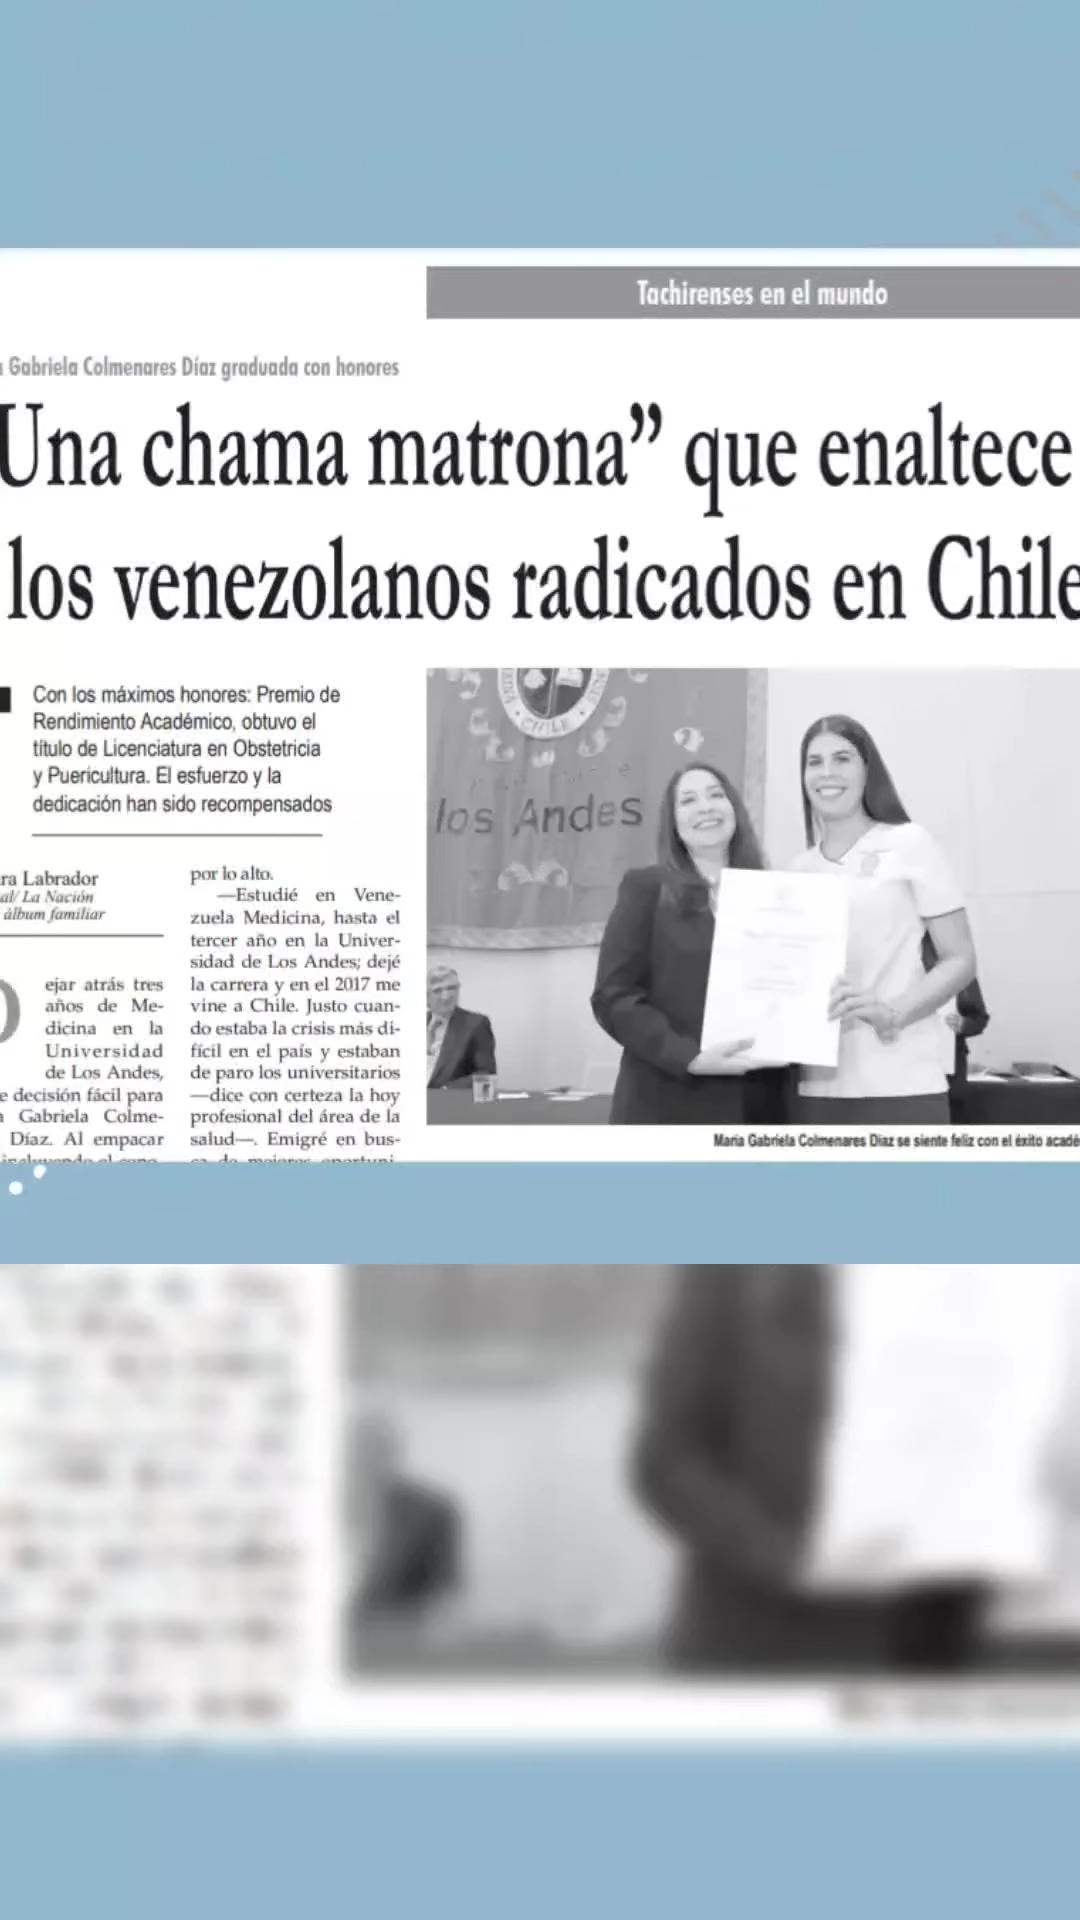 Tachirenses en el mundo
Gabriela Colmenares Díaz graduada con honores
Una chama matrona” que enaltece
los venezolanos radicados en Chile
Con los máximos honores: Premio de
Rendimiento Académico, obtuvo el
título de Licenciatura en Obstetricia
y Puericultura. El esfuerzo y la
dedicación han sido recompensados
ra Labrador
al/ La Nación
álbum familiar
ejar atrás tres
años de Me-
dicina en la
Universidad
de Los Andes,
e decisión fácil para
Gabriela Colme-
Díaz. Al empacar
por lo alto.
—Estudié en Vene-
zuela Medicina, hasta el
tercer año en la Univer-
sidad de Los Andes; dejé
la carrera y en el 2017 me
vine a Chile. Justo cuan-
do estaba la crisis más di-
fícil en el país y estaban
de paro los universitarios
—dice con certeza la hoy
profesional del área de la
salud—. Emigré en bus-
CHILE
los Andes
María Gabriela Colmenares Díaz se siente feliz con el éxito acadé